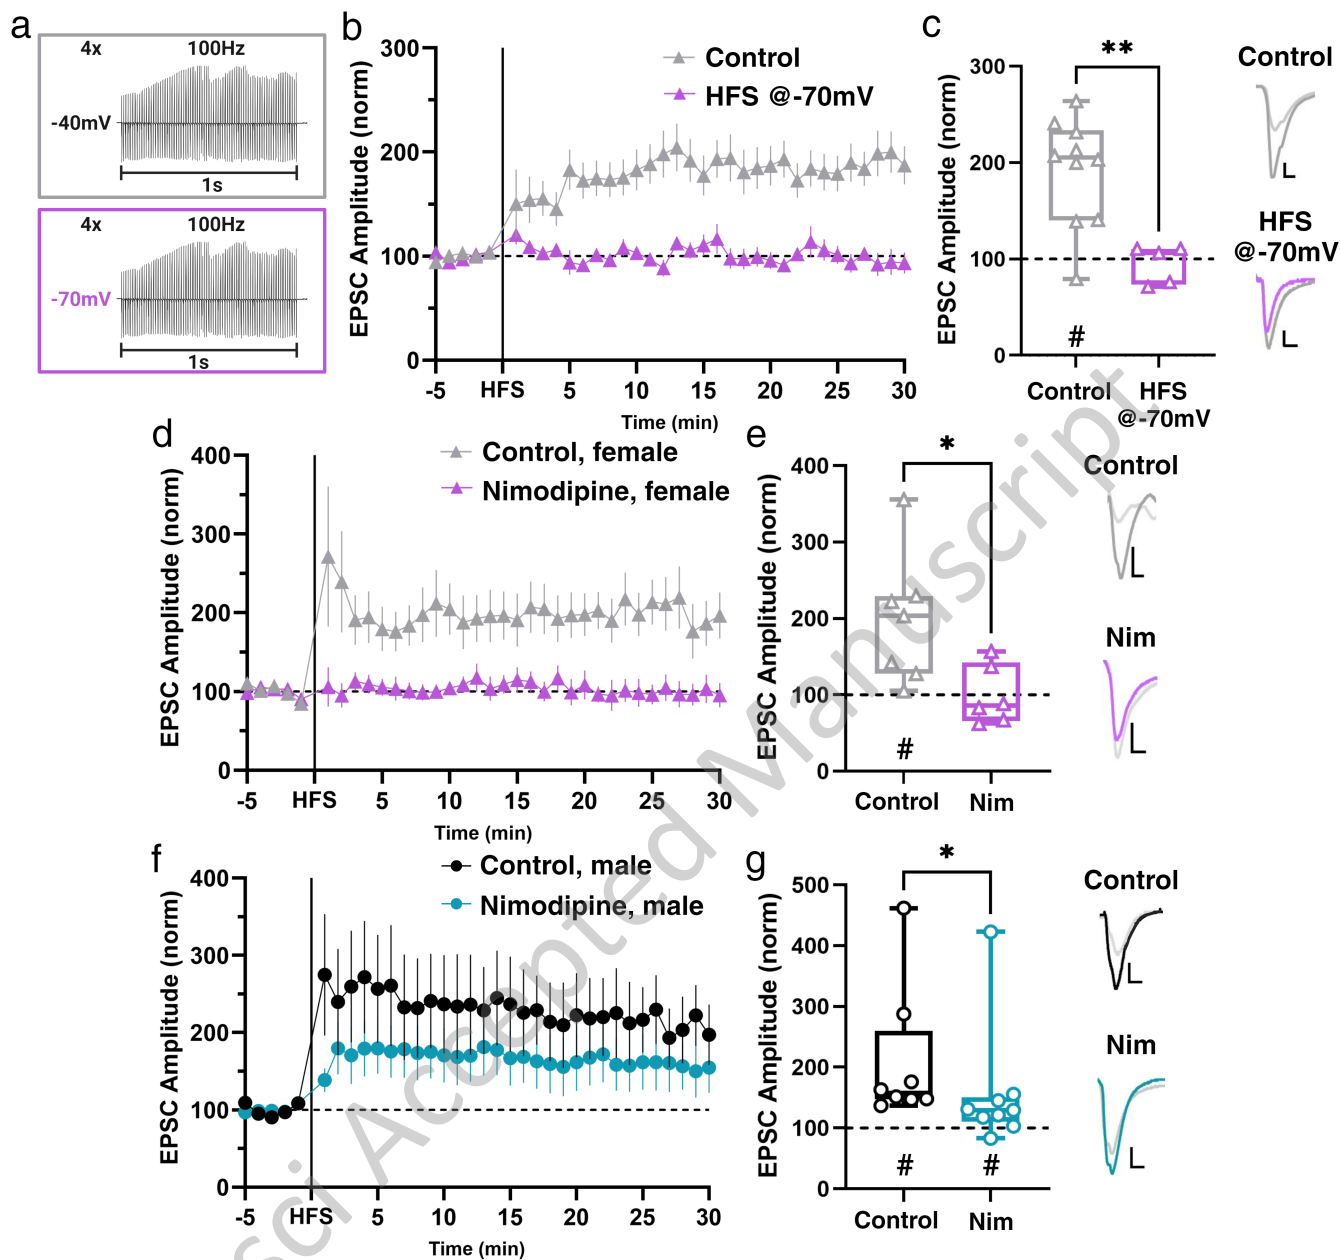 a
4x 100Hz
-40mV
1s
4x 100Hz
-70mV
1s
b
EPSC Amplitude (norm)
300
200
100
0
-5 HFS 5 10 15 20 25 30
Time (min)
Control
HFS @-70mV
c
EPSC Amplitude (norm)
300
200
100
0
**
#
Control HFS
@-70mV
Control
HFS
@-70mV
d
EPSC Amplitude (norm)
400
300
200
100
0
-5 HFS 5 10 15 20 25 30
Time (min)
Control, female
Nimodipine, female
e
EPSC Amplitude (norm)
400
300
200
100
0
*
#
Control Nim
Control
Nim
f
EPSC Amplitude (norm)
400
300
200
100
0
-5 HFS 5 10 15 20 25 30
Time (min)
Control, male
Nimodipine, male
g
EPSC Amplitude (norm)
500
400
300
200
100
0
*
# #
Control Nim
Control
Nim
sci Accepted Manuscript